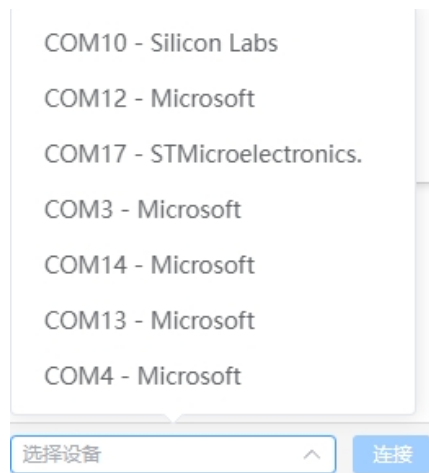 COM10 - Silicon Labs
COM12 - Microsoft
COM17 - STMicroelectronics.
COM3 - Microsoft
COM14 - Microsoft
COM13 - Microsoft
COM4 - Microsoft
选择设备
连接